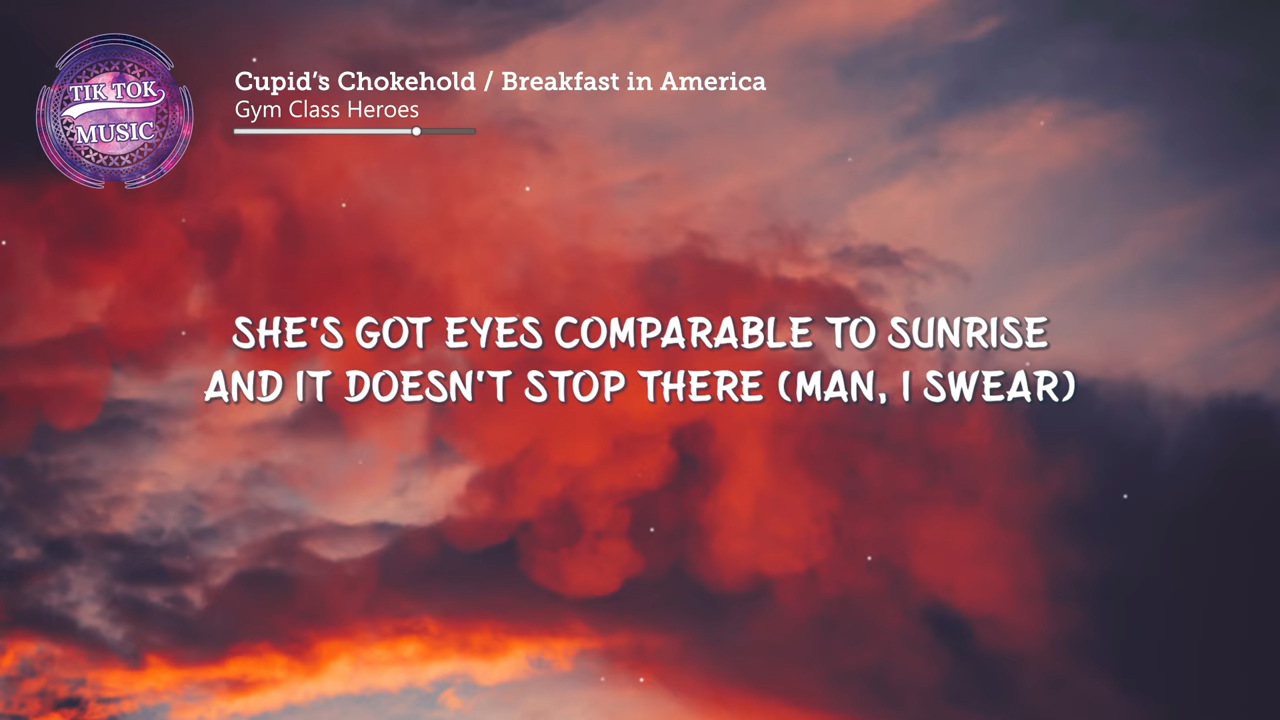 TIK TOK
MUSIC
Cupid's Chokehold / Breakfast in America
Gym Class Heroes
SHE'S GOT EYES COMPARABLE TO SUNRISE
AND IT DOESN'T STOP THERE (MAN, I SWEAR)